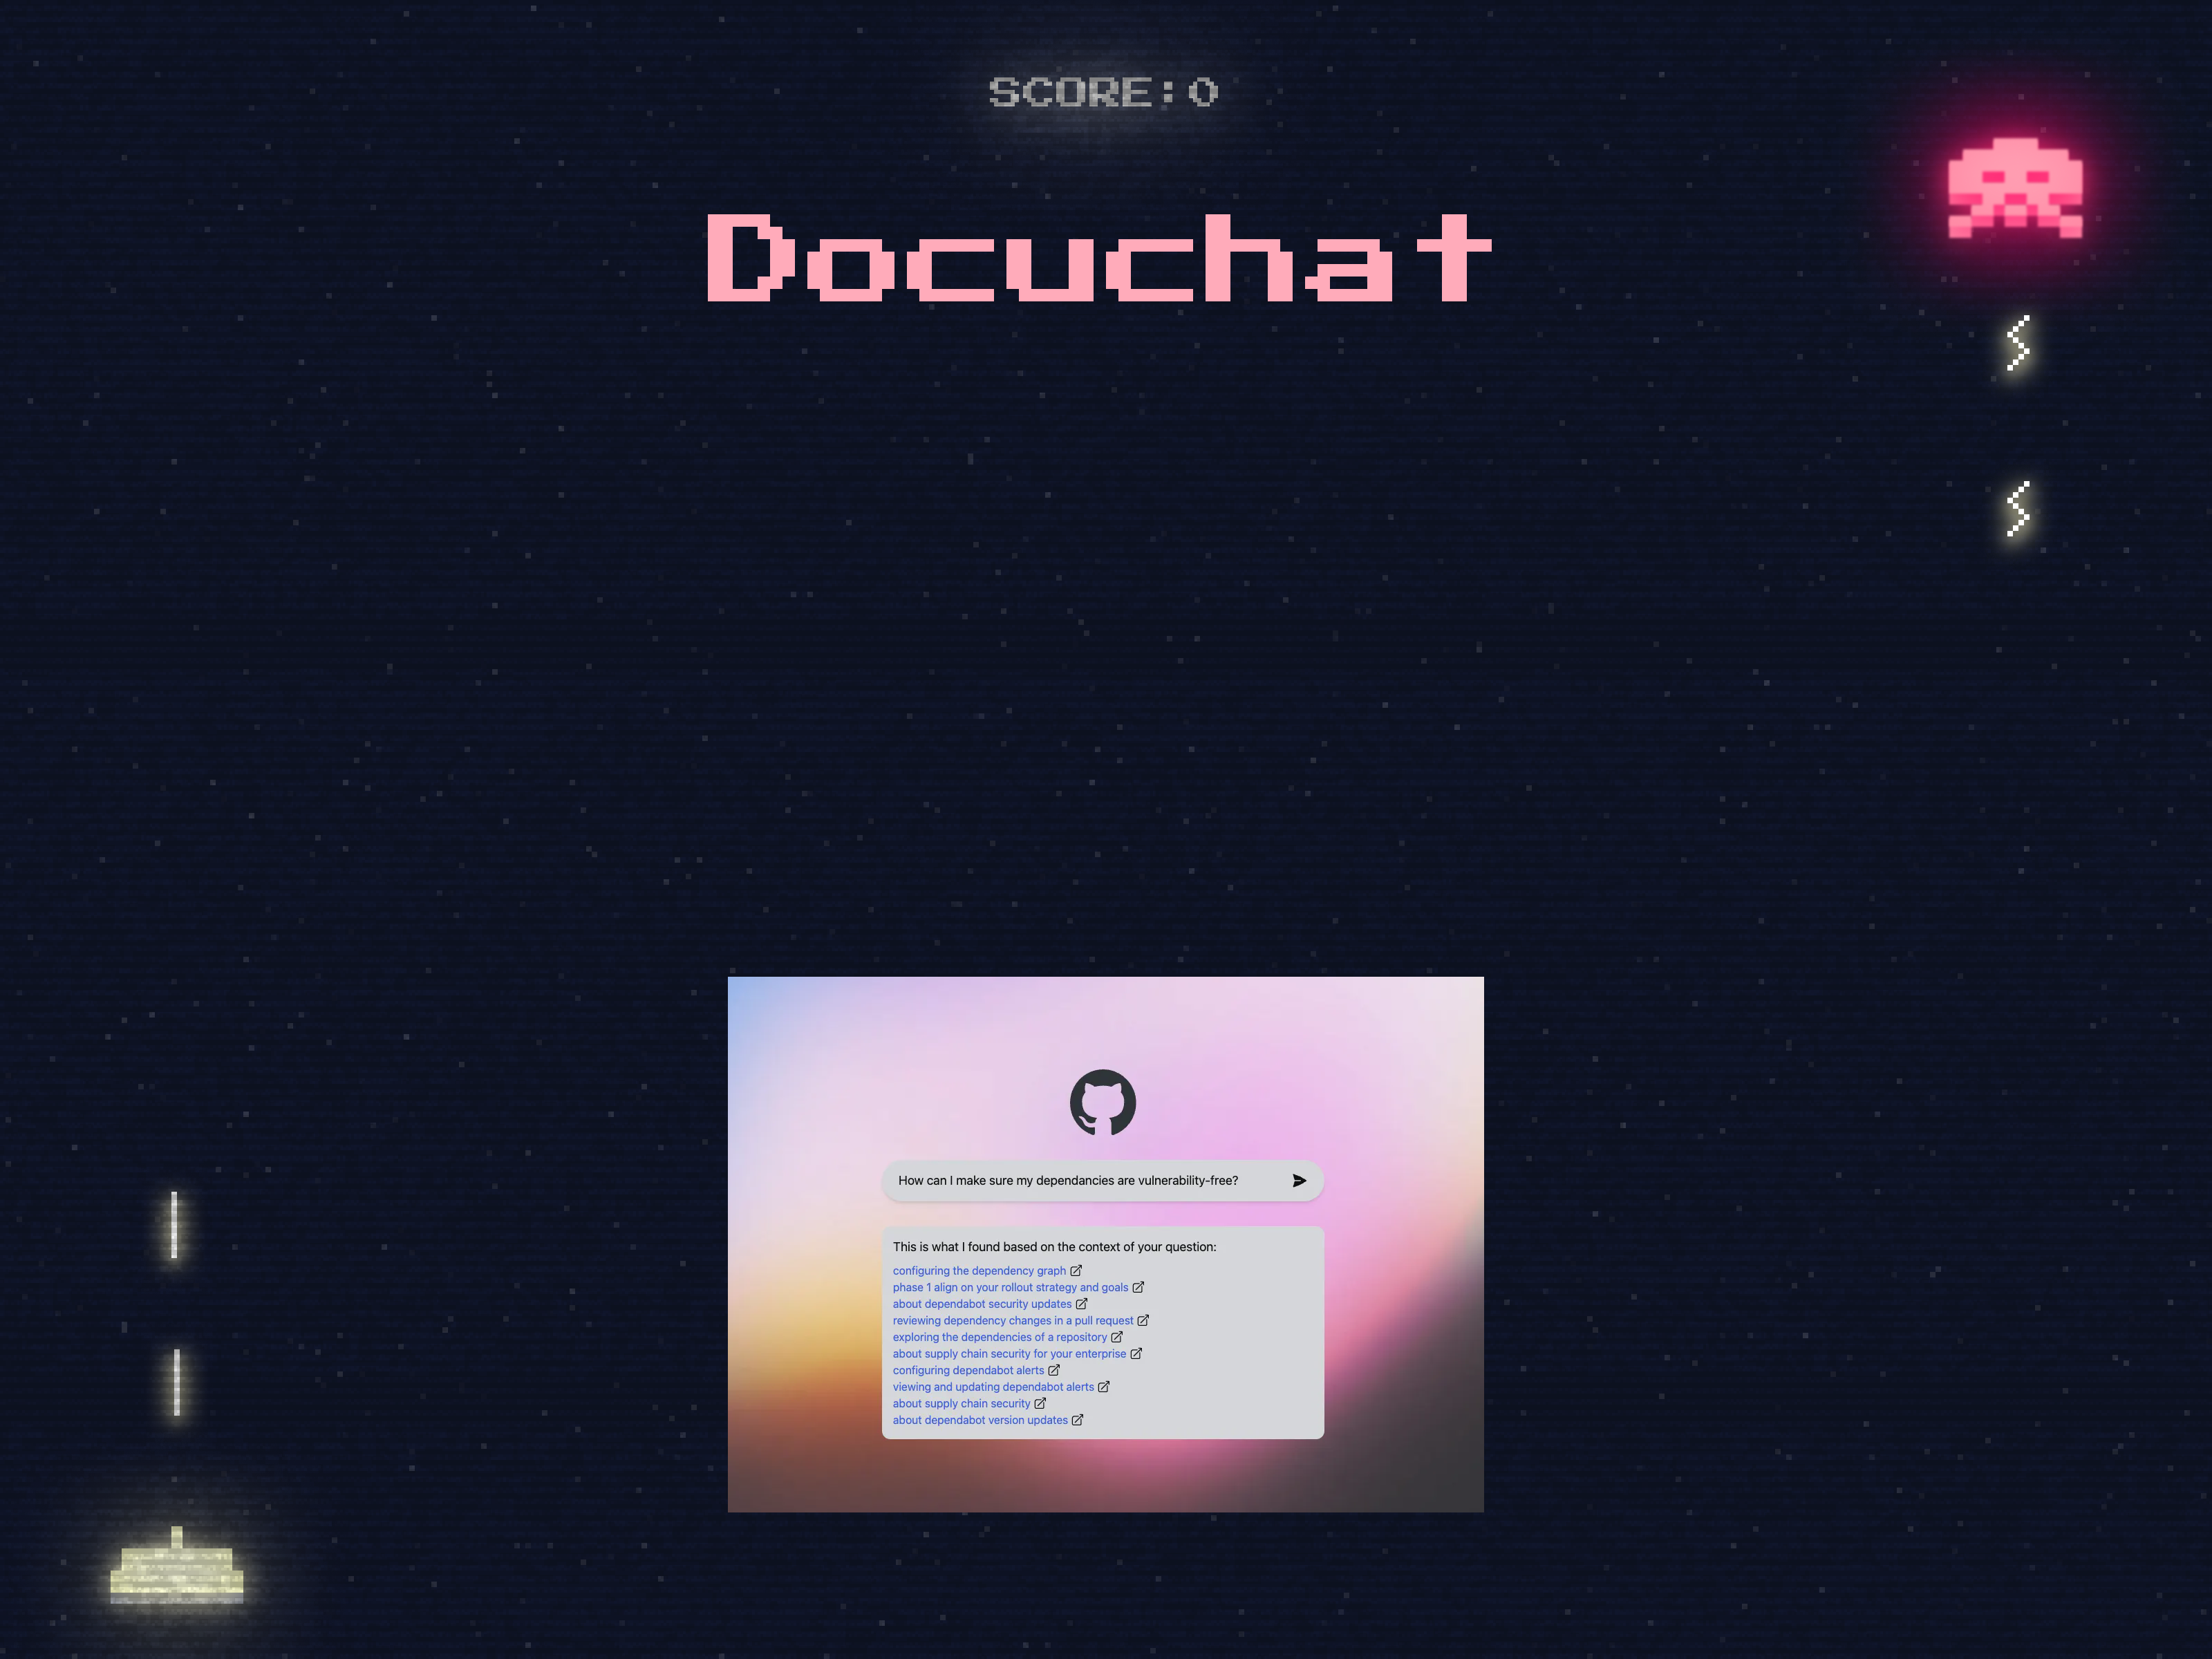 SCORE:0
Docuchat
How can I make sure my dependancies are vulnerability-free?
This is what I found based on the context of your question:
configuring the dependency graph
phase 1 align on your rollout strategy and goals
about dependabot security updates
reviewing dependency changes in a pull request
exploring the dependencies of a repository
about supply chain security for your enterprise
configuring dependabot alerts
viewing and updating dependabot alerts
about supply chain security
about dependabot version updates